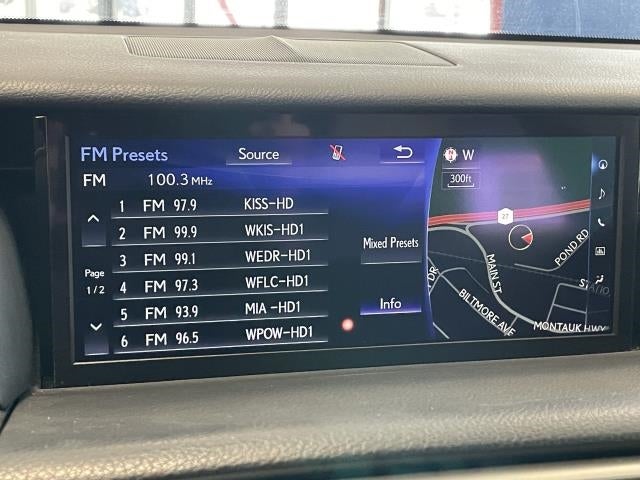 FM Presets Source
FM 100.3 MHz
1 FM 97.9 KISS-HD
2 FM 99.9 WKIS-HD1
3 FM 99.1 WEDR-HD1
4 FM 97.3 WFLC-HD1
5 FM 93.9 MIA -HD1
6 FM 96.5 WPOW-HD1
Page
1/2
Mixed Presets
Info
W
300ft
27
POND RD
MAIN ST
DR
BILTMORE AVE
STATIO
MONTAUK HWY